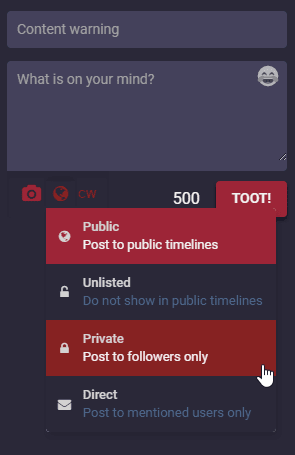 Content warning
What is on your mind?
CW
500
TOOT!
Public
Post to public timelines
Unlisted
Do not show in public timelines
Private
Post to followers only
Direct
Post to mentioned users only